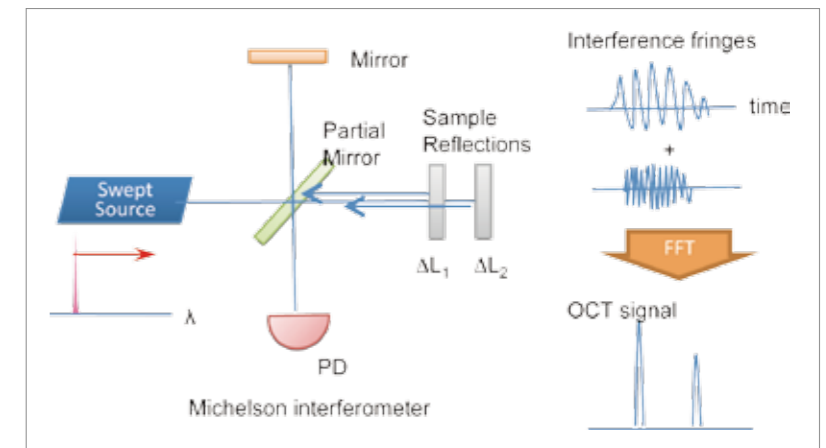 Mirror
Partial
Mirror
Sample
Reflections
Swept
Source
ΔL1
ΔL2
λ
PD
Michelson interferometer
Interference fringes
time
+
FFT
OCT signal